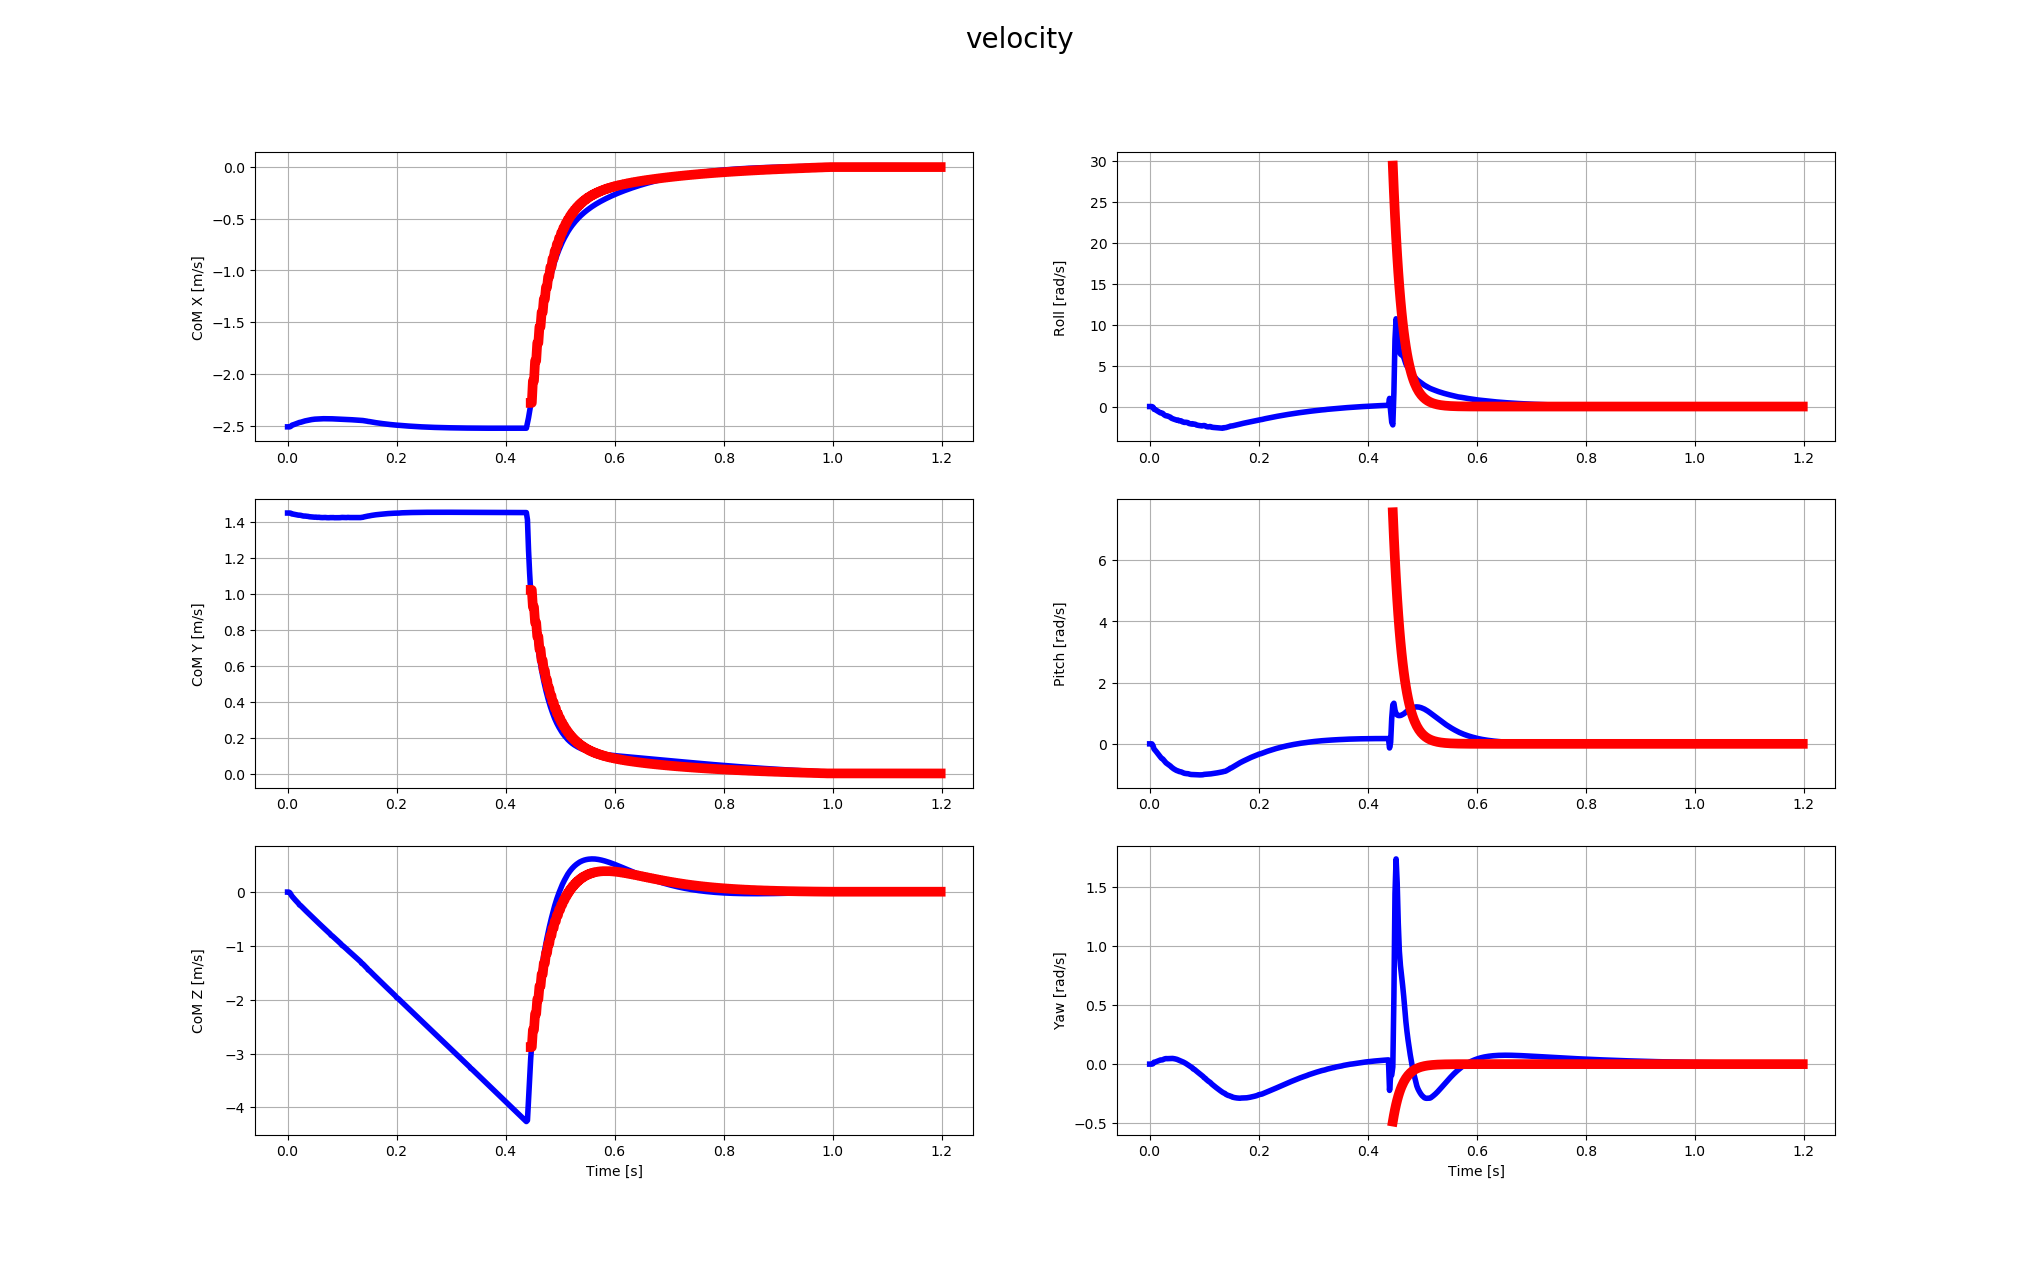 velocity
CoM X [m/s]
0.0
−0.5
−1.0
−1.5
−2.0
−2.5
0.0 0.2 0.4 0.6 0.8 1.0 1.2
Roll [rad/s]
30
25
20
15
10
5
0
0.0 0.2 0.4 0.6 0.8 1.0 1.2
CoM Y [m/s]
1.4
1.2
1.0
0.8
0.6
0.4
0.2
0.0
0.0 0.2 0.4 0.6 0.8 1.0 1.2
Pitch [rad/s]
6
4
2
0
0.0 0.2 0.4 0.6 0.8 1.0 1.2
CoM Z [m/s]
0
−1
−2
−3
−4
0.0 0.2 0.4 0.6 0.8 1.0 1.2
Time [s]
Yaw [rad/s]
1.5
1.0
0.5
0.0
−0.5
0.0 0.2 0.4 0.6 0.8 1.0 1.2
Time [s]